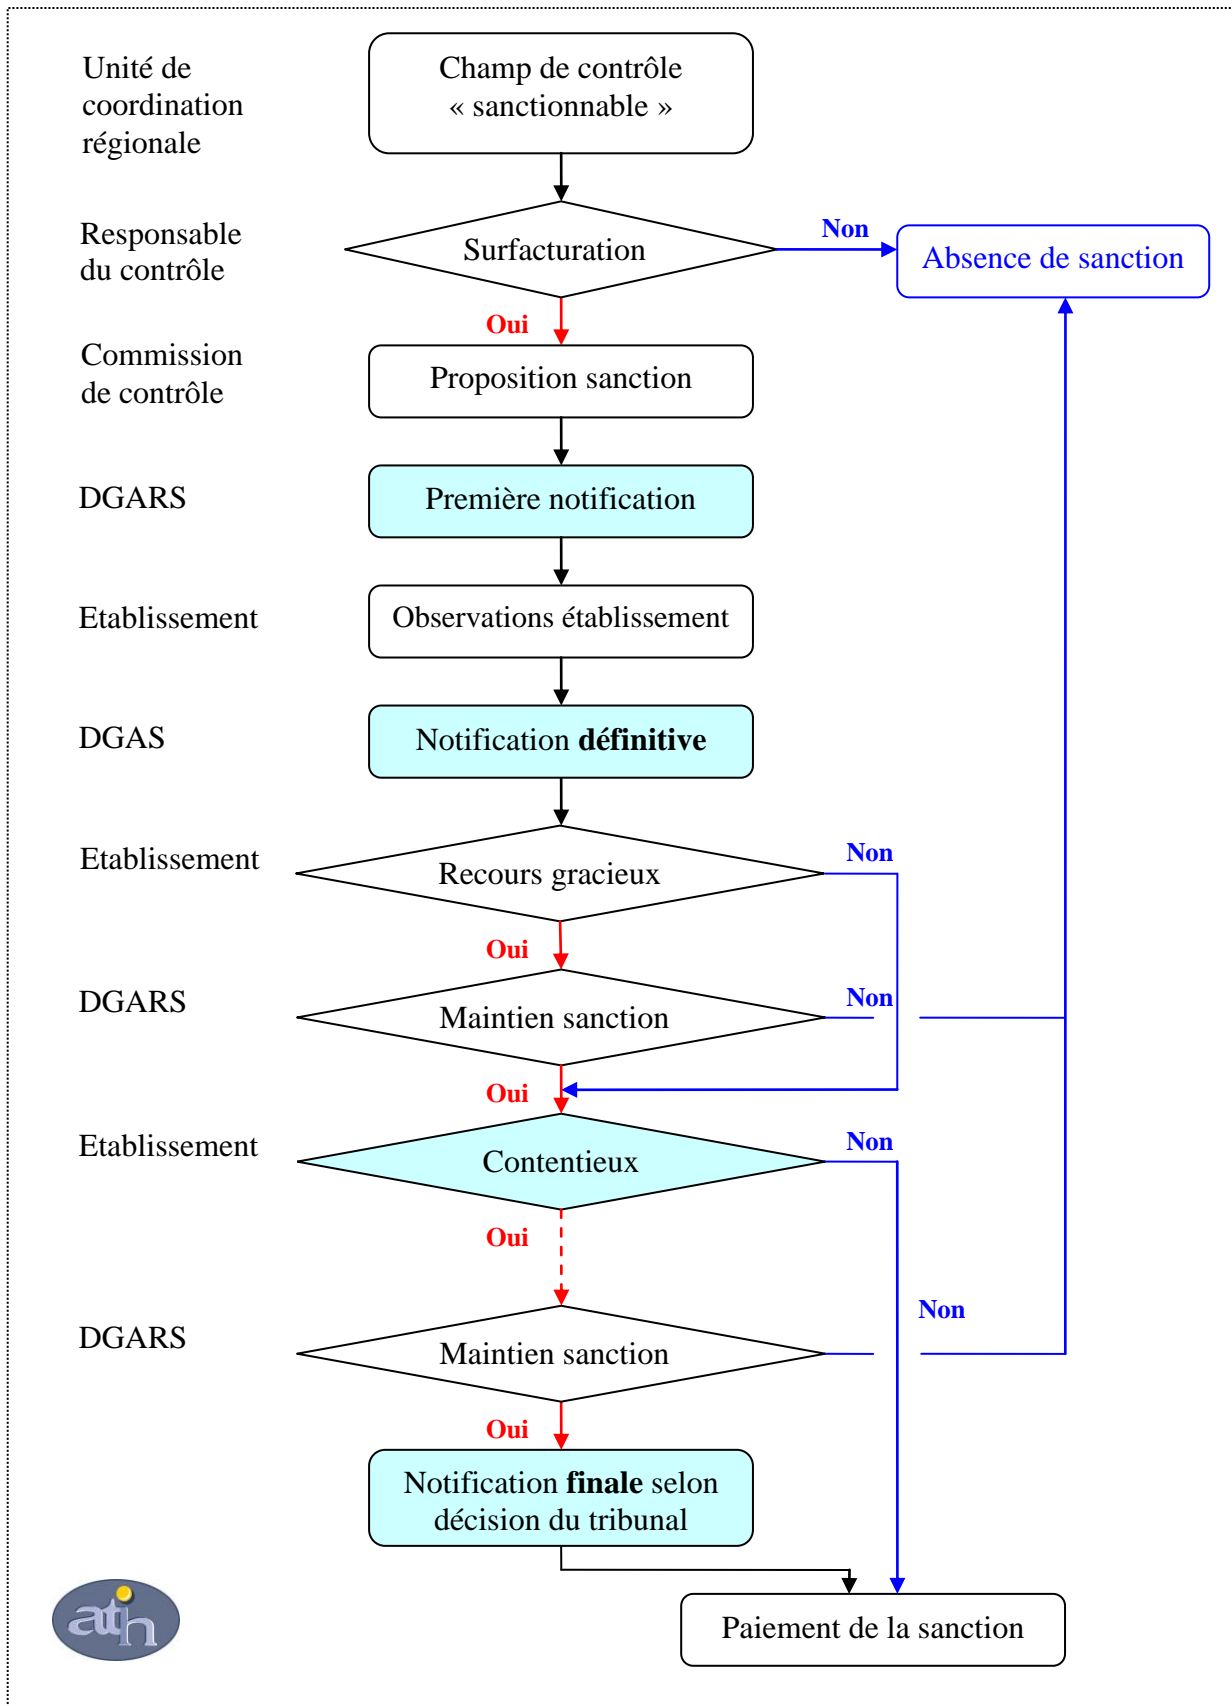 Unité de
coordination
régionale
Champ de contrôle
« sanctionnable »
Responsable
du contrôle
Surfacturation
Non
Absence de sanction
Oui
Commission
de contrôle
Proposition sanction
DGARS
Première notification
Etablissement
Observations établissement
DGAS
Notification définitive
Etablissement
Recours gracieux
Non
Oui
DGARS
Maintien sanction
Non
Oui
Etablissement
Contentieux
Non
Oui
Non
DGARS
Maintien sanction
Oui
Notification finale selon
décision du tribunal
Paiement de la sanction
ath